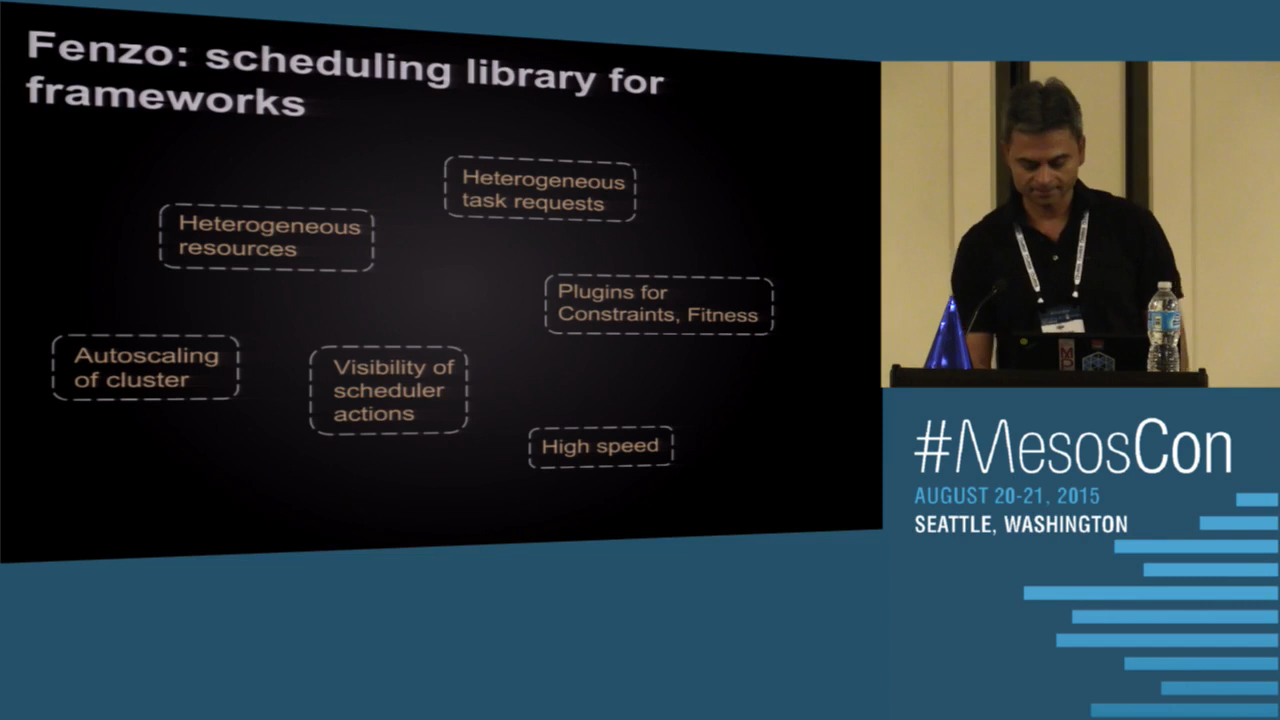 Fenzo: scheduling library for
frameworks
Heterogeneous
task requests
Heterogeneous
resources
Plugins for
Constraints, Fitness
Autoscaling
of cluster
Visibility of
scheduler
actions
High speed
#MesosCon
AUGUST 20-21, 2015
SEATTLE, WASHINGTON